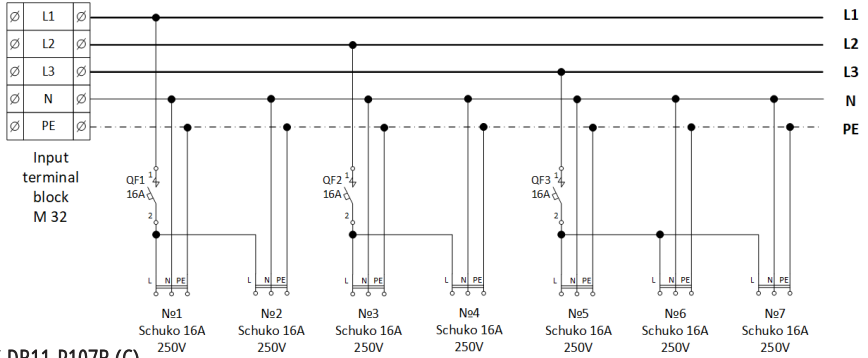 L1
L1
L2
L2
L3
L3
N
N
PE
PE
Input
terminal
block
M 32
QF1
16A
1
2
QF2
16A
1
2
QF3
16A
1
2
L N PE
L N PE
L N PE
L N PE
L N PE
L N PE
L N PE
№1
Schuko 16A
250V
№2
Schuko 16A
250V
№3
Schuko 16A
250V
№4
Schuko 16A
250V
№5
Schuko 16A
250V
№6
Schuko 16A
250V
№7
Schuko 16A
250V